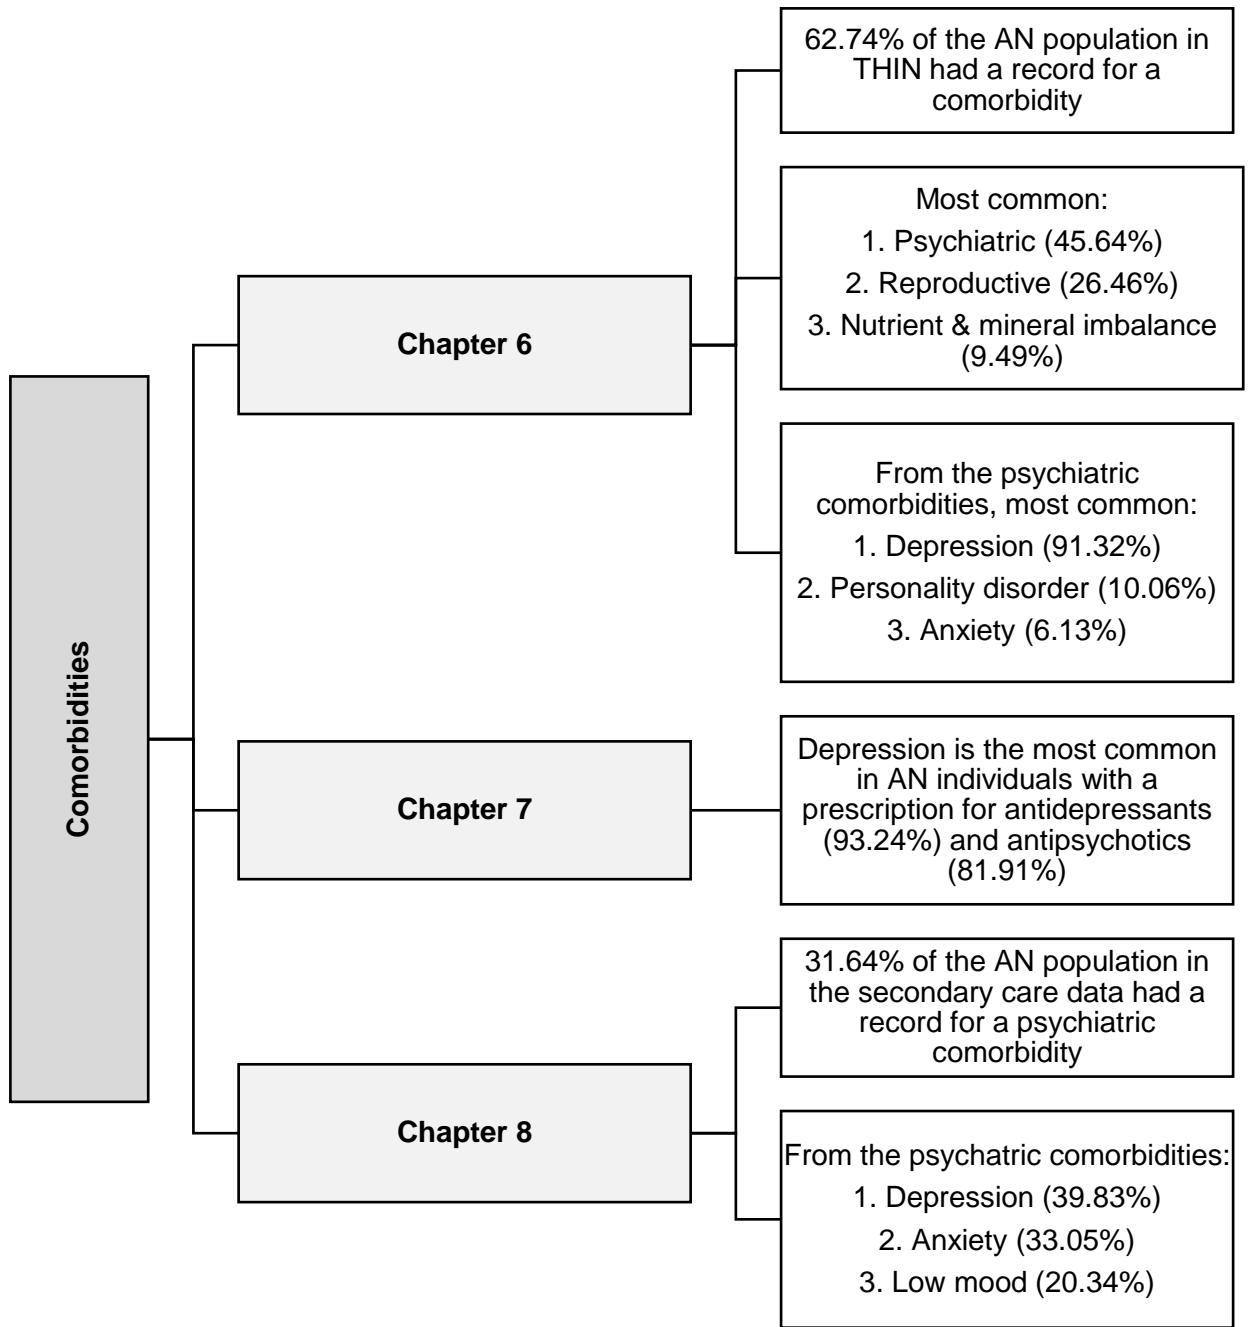 Comorbidities
Chapter 6
62.74% of the AN population in
THIN had a record for a
comorbidity
Most common:
1. Psychiatric (45.64%)
2. Reproductive (26.46%)
3. Nutrient & mineral imbalance
(9.49%)
From the psychiatric
comorbidities, most common:
1. Depression (91.32%)
2. Personality disorder (10.06%)
3. Anxiety (6.13%)
Chapter 7
Depression is the most common
in AN individuals with a
prescription for antidepressants
(93.24%) and antipsychotics
(81.91%)
Chapter 8
31.64% of the AN population in
the secondary care data had a
record for a psychiatric
comorbidity
From the psychatric comorbidities:
1. Depression (39.83%)
2. Anxiety (33.05%)
3. Low mood (20.34%)